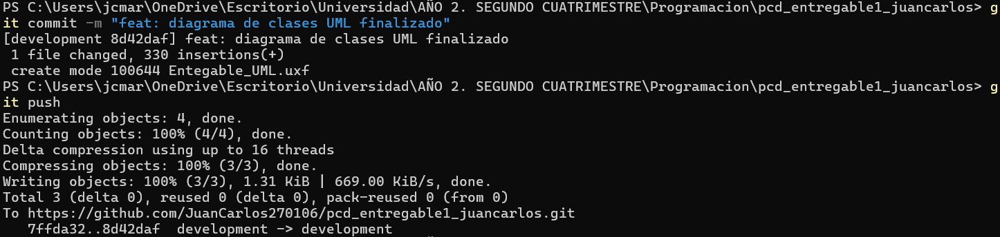 PS C:\Users\jcmar\OneDrive\Escritorio\Universidad\AÑO 2. SEGUNDO CUATRIMESTRE\Programacion\pcd_entregable1_juancarlos> g
it commit -m "feat: diagrama de clases UML finalizado"
[development 8d42daf] feat: diagrama de clases UML finalizado
 1 file changed, 330 insertions(+)
 create mode 100644 Entegable_UML.uxf
PS C:\Users\jcmar\OneDrive\Escritorio\Universidad\AÑO 2. SEGUNDO CUATRIMESTRE\Programacion\pcd_entregable1_juancarlos> g
it push
Enumerating objects: 4, done.
Counting objects: 100% (4/4), done.
Delta compression using up to 16 threads
Compressing objects: 100% (3/3), done.
Writing objects: 100% (3/3), 1.31 KiB | 669.00 KiB/s, done.
Total 3 (delta 0), reused 0 (delta 0), pack-reused 0 (from 0)
To https://github.com/JuanCarlos270106/pcd_entregable1_juancarlos.git
   7ffda32..8d42daf  development -> development